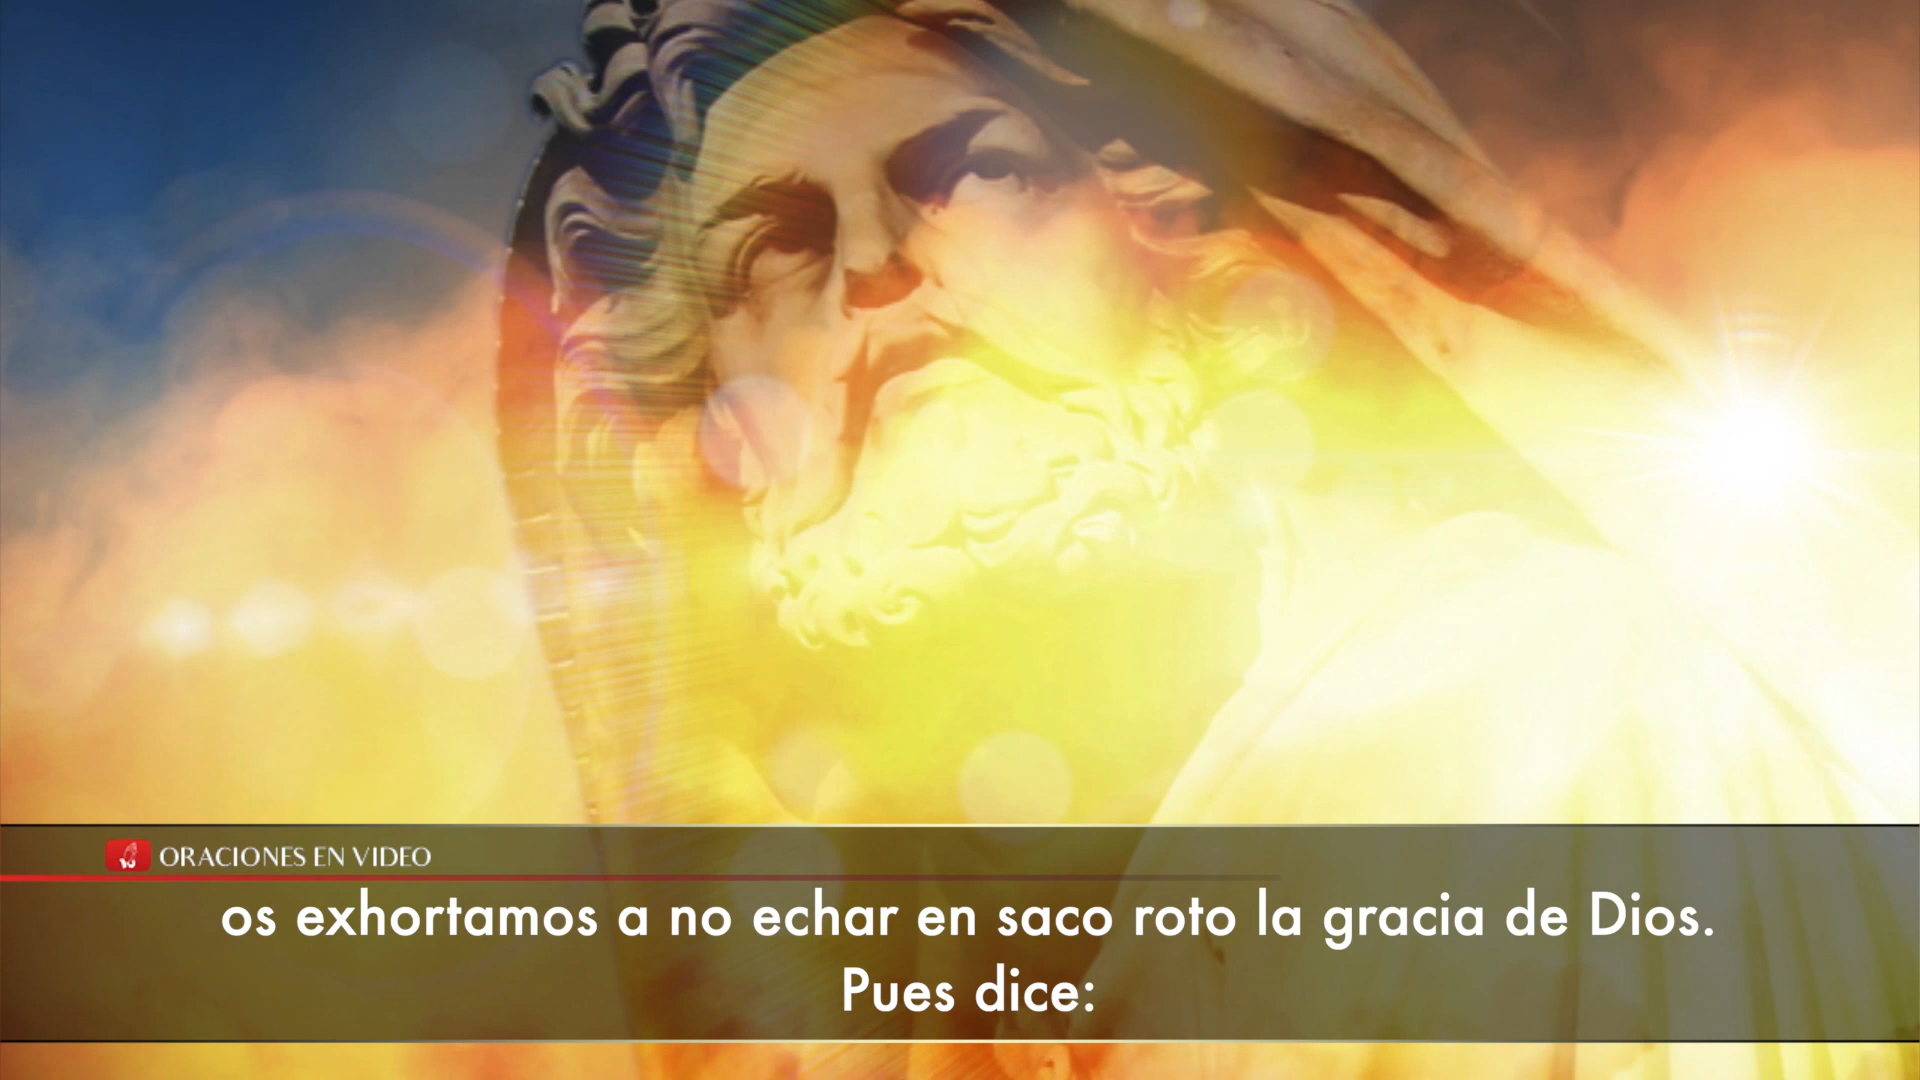 ORACIONES EN VIDEO
os exhortamos a no echar en saco roto la gracia de Dios.
Pues dice: